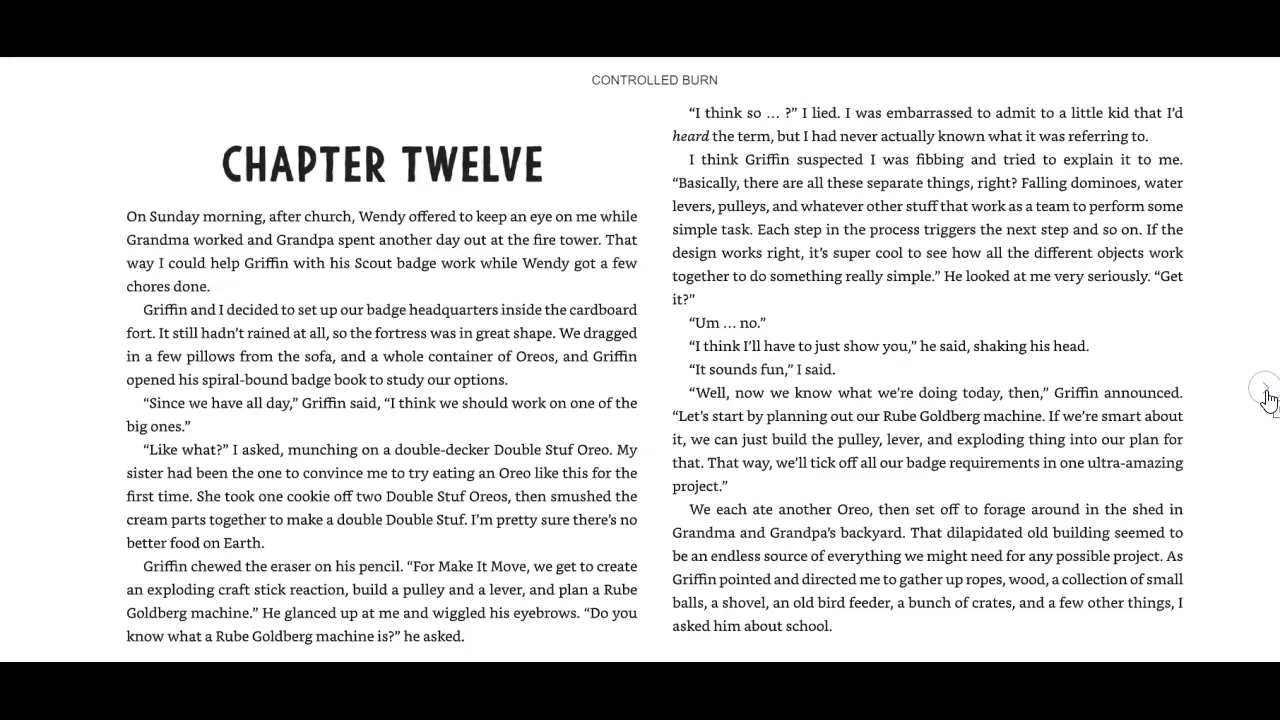 CONTROLLED BURN
CHAPTER TWELVE
On Sunday morning, after church, Wendy offered to keep an eye on me while
Grandma worked and Grandpa spent another day out at the fire tower. That
way I could help Griffin with his Scout badge work while Wendy got a few
chores done.
Griffin and I decided to set up our badge headquarters inside the cardboard
fort. It still hadn’t rained at all, so the fortress was in great shape. We dragged
in a few pillows from the sofa, and a whole container of Oreos, and Griffin
opened his spiral-bound badge book to study our options.
“Since we have all day,” Griffin said, “I think we should work on one of the
big ones.”
“Like what?” I asked, munching on a double-decker Double Stuf Oreo. My
sister had been the one to convince me to try eating an Oreo like this for the
first time. She took one cookie off two Double Stuf Oreos, then smushed the
cream parts together to make a double Double Stuf. I’m pretty sure there’s no
better food on Earth.
Griffin chewed the eraser on his pencil. “For Make It Move, we get to create
an exploding craft stick reaction, build a pulley and a lever, and plan a Rube
Goldberg machine.” He glanced up at me and wiggled his eyebrows. “Do you
know what a Rube Goldberg machine is?” he asked.
“I think so … ?” I lied. I was embarrassed to admit to a little kid that I’d
heard the term, but I had never actually known what it was referring to.
I think Griffin suspected I was fibbing and tried to explain it to me.
“Basically, there are all these separate things, right? Falling dominoes, water
levers, pulleys, and whatever other stuff that work as a team to perform some
simple task. Each step in the process triggers the next step and so on. If the
design works right, it’s super cool to see how all the different objects work
together to do something really simple.” He looked at me very seriously. “Get
it?”
“Um … no.”
“I think I’ll have to just show you,” he said, shaking his head.
“It sounds fun,” I said.
“Well, now we know what we’re doing today, then,” Griffin announced.
“Let’s start by planning out our Rube Goldberg machine. If we’re smart about
it, we can just build the pulley, lever, and exploding thing into our plan for
that. That way, we’ll tick off all our badge requirements in one ultra-amazing
project.”
We each ate another Oreo, then set off to forage around in the shed in
Grandma and Grandpa’s backyard. That dilapidated old building seemed to
be an endless source of everything we might need for any possible project. As
Griffin pointed and directed me to gather up ropes, wood, a collection of small
balls, a shovel, an old bird feeder, a bunch of crates, and a few other things, I
asked him about school.